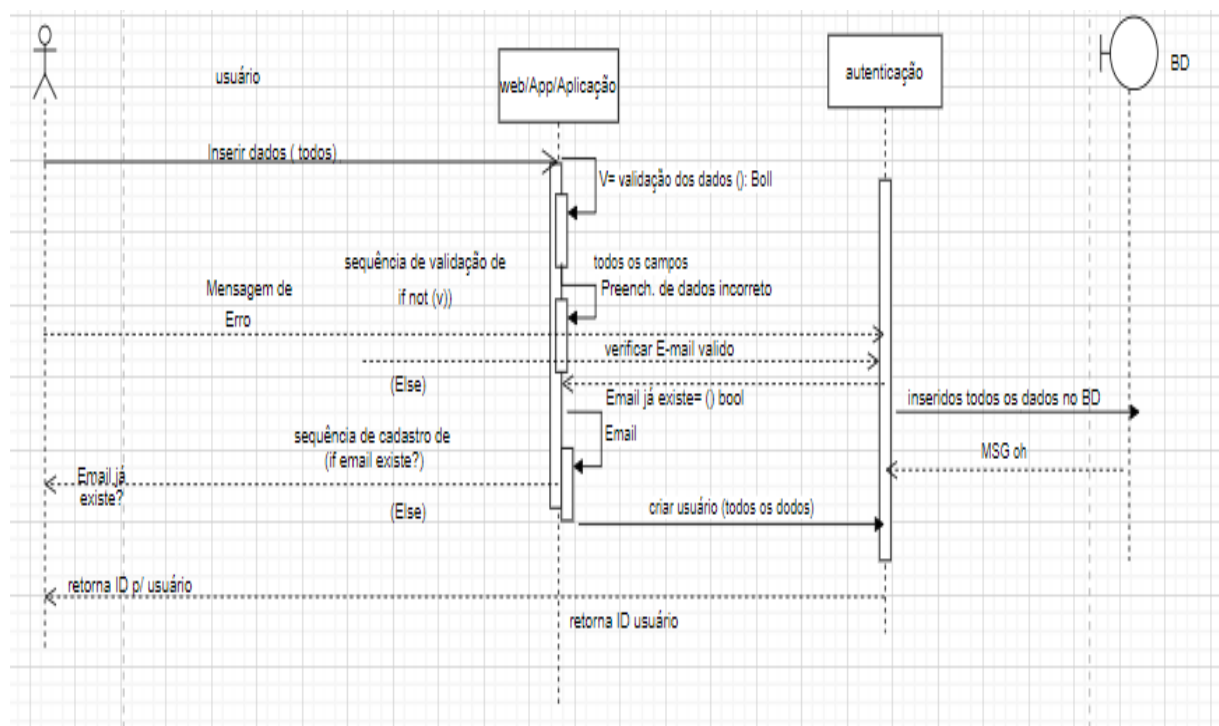 usuário
web/App/Aplicação
autenticação
BD
Inserir dados ( todos)
V= validação dos dados (): Boll
sequência de validação de
if not (v))
todos os campos
Preench. de dados incorreto
Mensagem de
Erro
verificar E-mail valido
(Else)
Email já existe= () bool
inseridos todos os dados no BD
Email
sequência de cadastro de
(if email existe?)
MSG oh
Email já
existe?
(Else)
criar usuário (todos os dodos)
retorna ID p/ usuário
retorna ID usuário